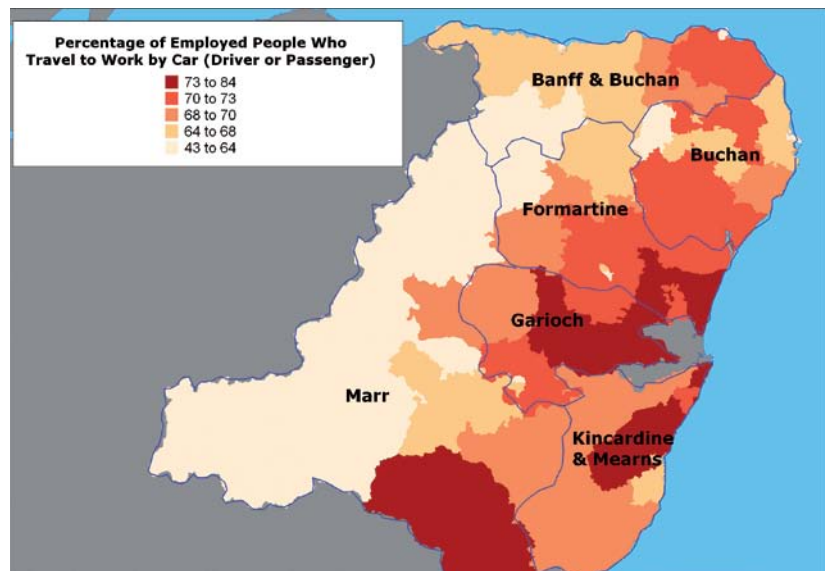 Percentage of Employed People Who
Travel to Work by Car (Driver or Passenger)
73 to 84
70 to 73
68 to 70
64 to 68
43 to 64
Banff & Buchan
Buchan
Formartine
Garioch
Marr
Kincardine
& Mearns